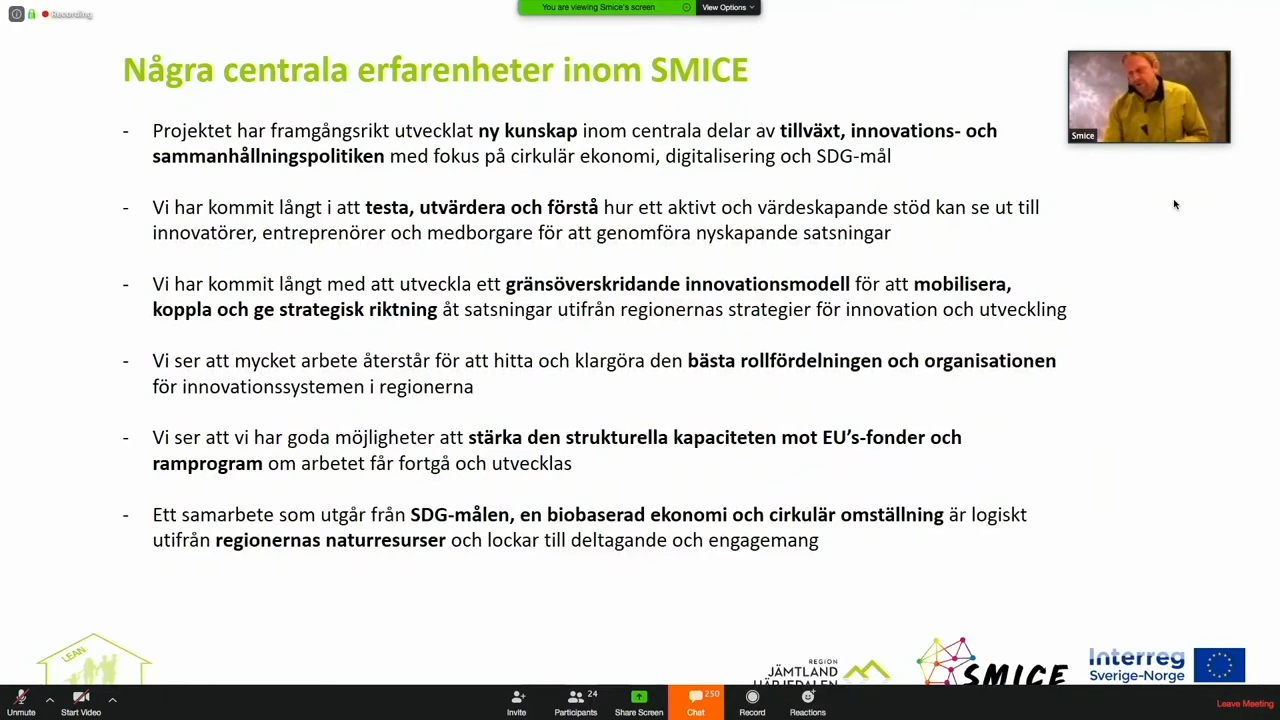 Recording
You are viewing Smice's screen
View Options
Några centrala erfarenheter inom SMICE
Smice
- Projektet har framgångsrikt utvecklat ny kunskap inom centrala delar av tillväxt, innovations- och
sammanhållningspolitiken med fokus på cirkulär ekonomi, digitalisering och SDG-mål
- Vi har kommit långt i att testa, utvärdera och förstå hur ett aktivt och värdeskapande stöd kan se ut till
innovatörer, entreprenörer och medborgare för att genomföra nyskapande satsningar
- Vi har kommit långt med att utveckla ett gränsöverskridande innovationsmodell för att mobilisera,
koppla och ge strategisk riktning åt satsningar utifrån regionernas strategier för innovation och utveckling
- Vi ser att mycket arbete återstår för att hitta och klargöra den bästa rollfördelningen och organisationen
för innovationssystemen i regionerna
- Vi ser att vi har goda möjligheter att stärka den strukturella kapaciteten mot EU’s-fonder och
ramprogram om arbetet får fortgå och utvecklas
- Ett samarbete som utgår från SDG-målen, en biobaserad ekonomi och cirkulär omställning är logiskt
utifrån regionernas naturresurser och lockar till deltagande och engagemang
LEAN
REGION
JÄMTLAND
HÄRJEDALEN
SMICE
Interreg
Sverige-Norge
Unmute
Start Video
Invite
Participants
24
Share Screen
Chat
250
Record
Reactions
Leave Meeting